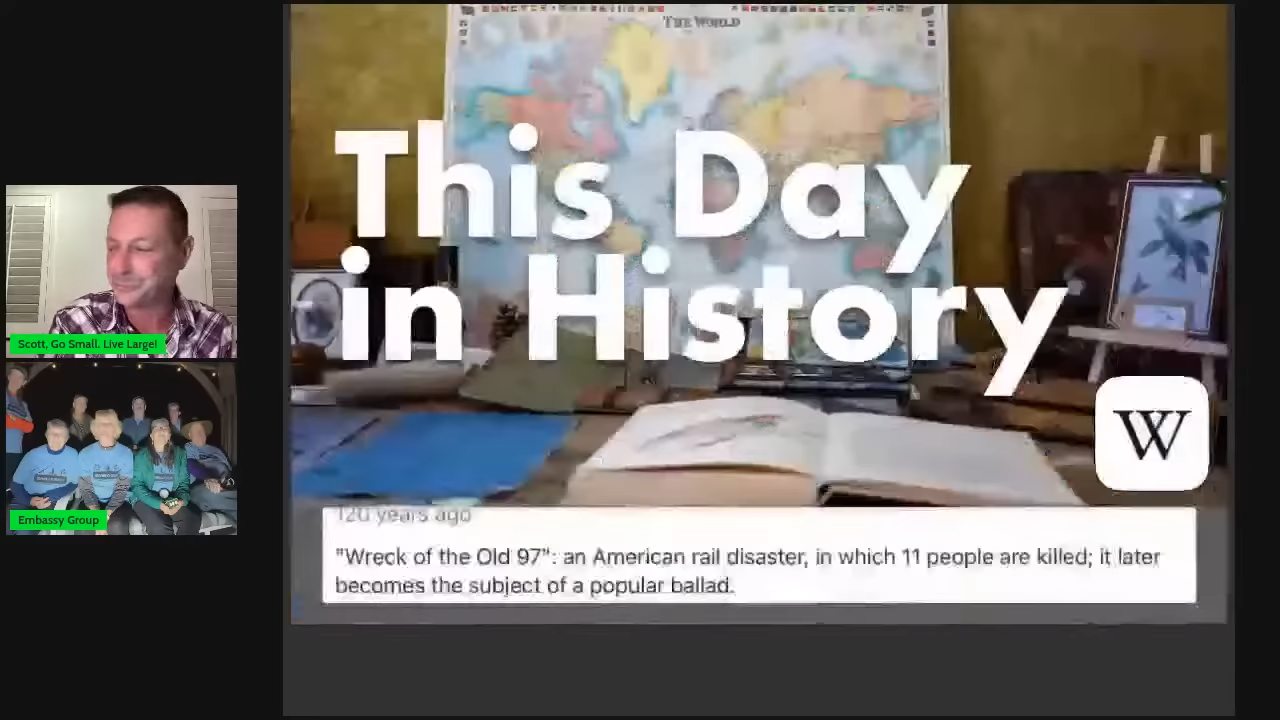 THE WORLD
This Day
in History
W
120 years ago
"Wreck of the Old 97": an American rail disaster, in which 11 people are killed; it later
becomes the subject of a popular ballad.
Scott, Go Small. Live Large!
Embassy Group